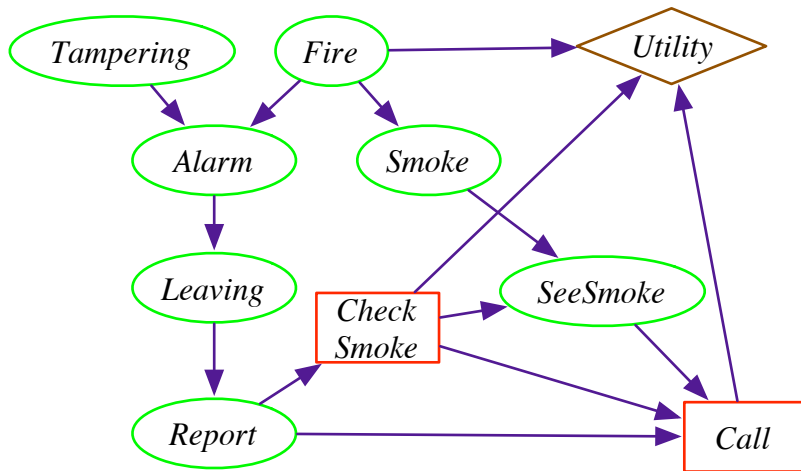 Tampering
Fire
Utility
Alarm
Smoke
Leaving
Check
Smoke
SeeSmoke
Report
Call